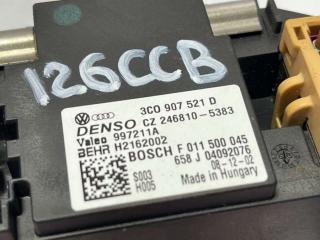 126CCB
3C0 907 521 D
DENSO CZ 246810-5383
Valeo 997211A
BEHR H2162002
BOSCH F 011 500 045
658 J 04092076
S003 08-12-02
H005 Made in Hungary